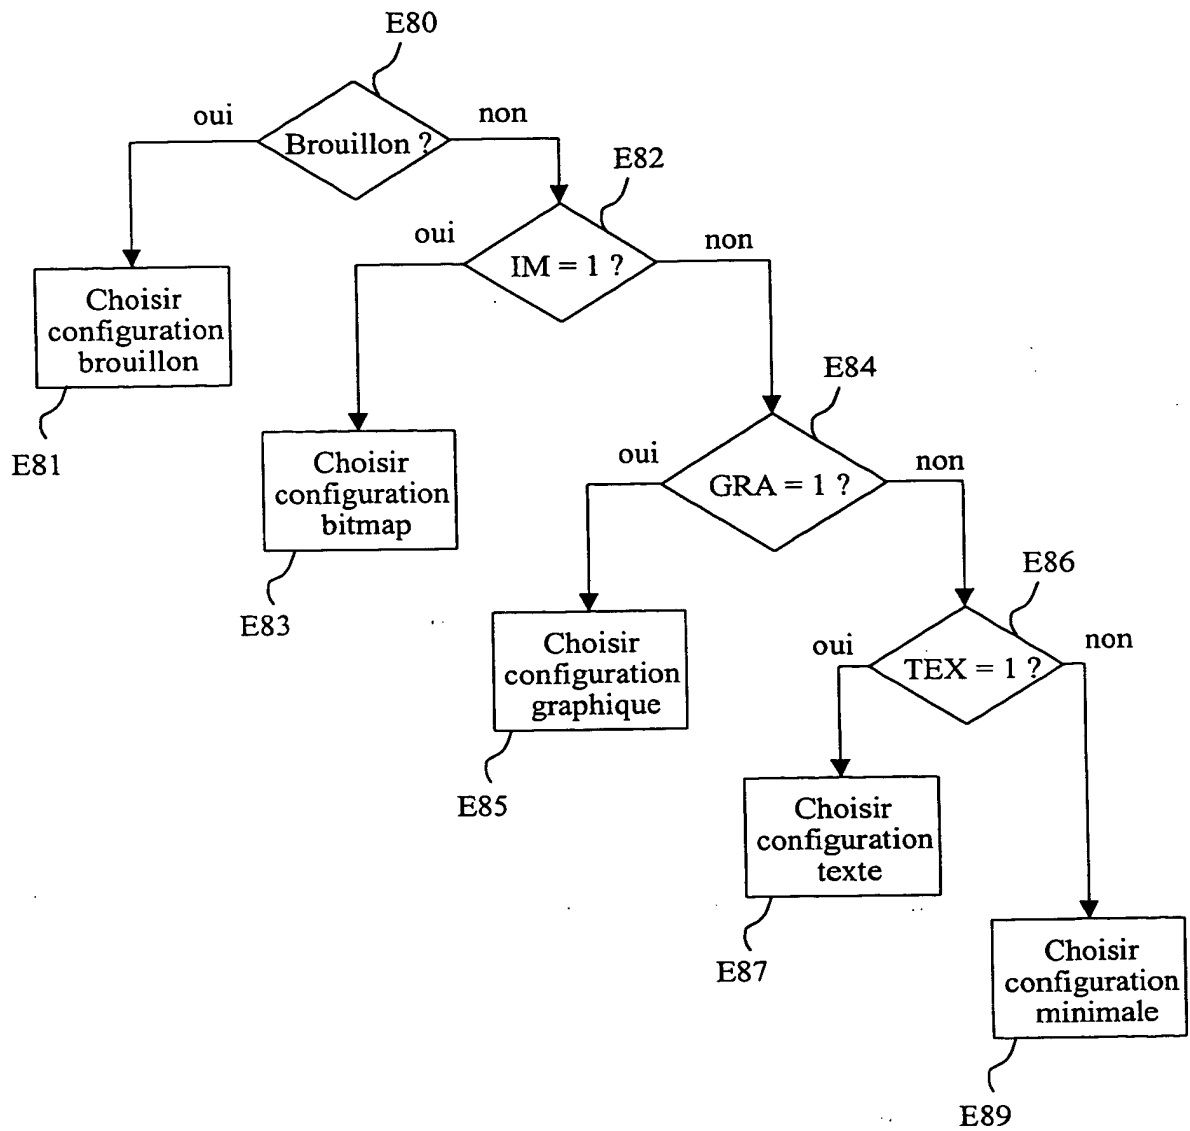 E80
oui
non
Brouillon ?
E82
oui
non
IM = 1 ?
Choisir
configuration
brouillon
E84
E81
oui
non
GRA = 1 ?
Choisir
configuration
bitmap
E86
E83
oui
non
TEX = 1 ?
Choisir
configuration
graphique
E85
Choisir
configuration
texte
E87
Choisir
configuration
minimale
E89